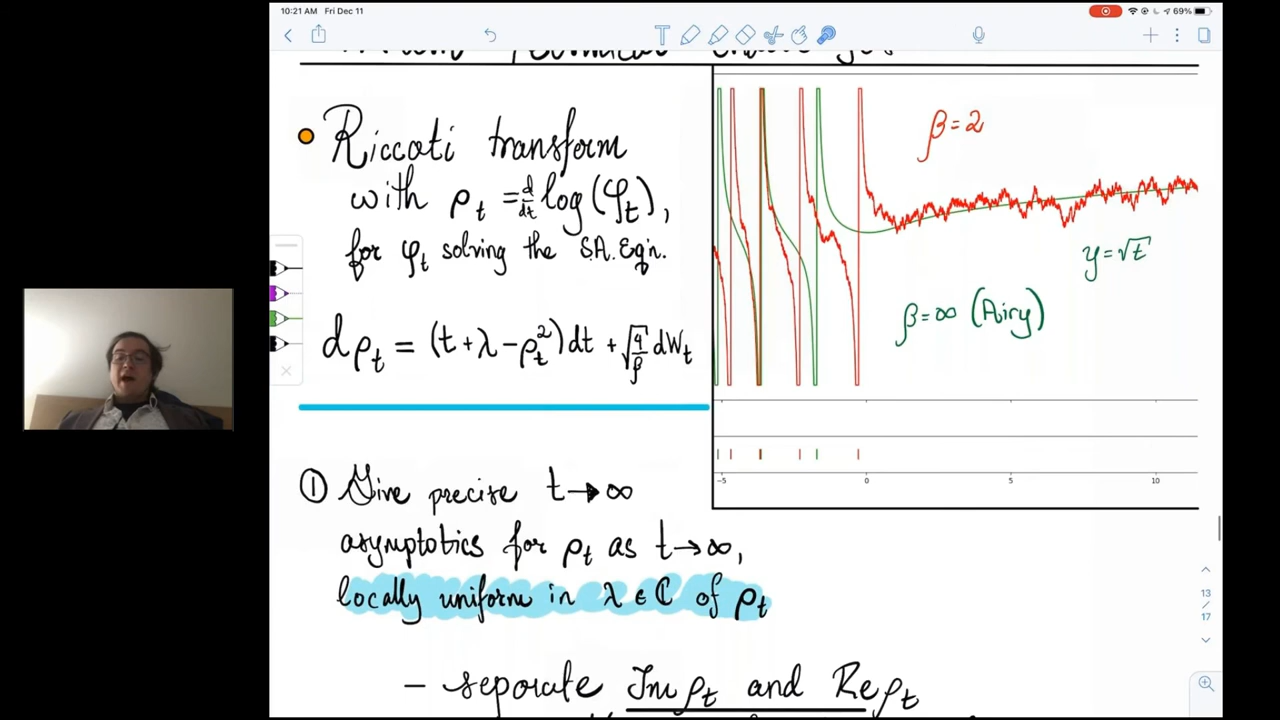 10:21 AM Fri Dec 11
69%
Riccati transform
with ρ_t = d/dt log(φ_t),
for φ_t solving the S.A. Eq'n.
dρ_t = (t+λ-ρ_t^2)dt + √(4/β) dW_t
β=2
y=√t
β=∞ (Airy)
-5 0 5 10
① Give precise t→∞
asymptotics for ρ_t as t→∞,
locally uniform in λ ∈ ℂ of ρ_t
- separate Im ρ_t and Re ρ_t
13
/
17